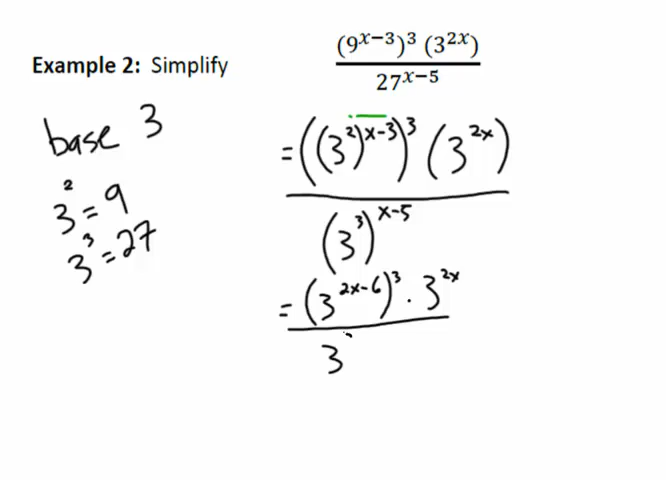 Example 2: Simplify (9^{x−3})^3 (3^{2x}) / 27^{x−5}
base 3
3^2 = 9
3^3 = 27
= ((3^2)^{x-3})^3 (3^{2x})
(3^3)^{x-5}
= (3^{2x-6})^3 · 3^{2x}
3